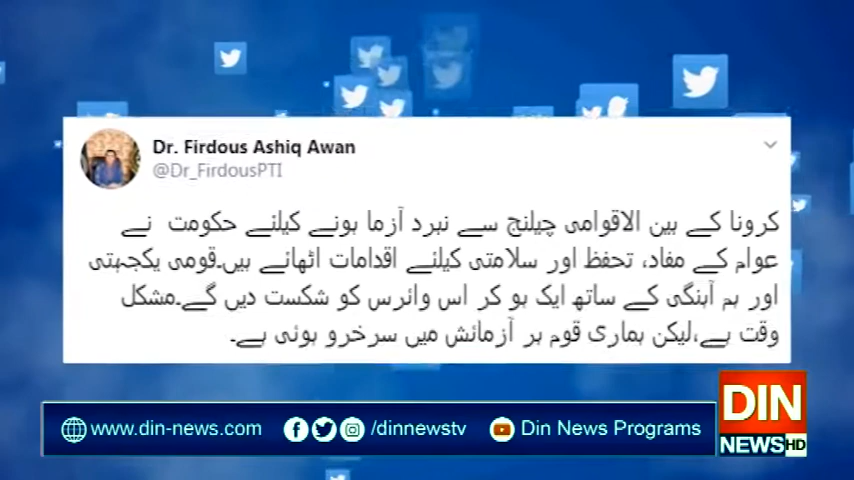 Dr. Firdous Ashiq Awan
@Dr_FirdousPTI
کرونا کے بین الاقوامی چیلنج سے نبرد آزما ہونے کیلئے حکومت نے
عوام کے مفاد، تحفظ اور سلامتی کیلئے اقدامات اٹھائے ہیں۔قومی یکجہتی
اور ہم آہنگی کے ساتھ ایک ہو کر اس وائرس کو شکست دیں گے۔مشکل
وقت ہے،لیکن ہماری قوم ہر آزمائش میں سرخرو ہوئی ہے۔
www.din-news.com /dinnewstv Din News Programs
DIN
NEWS HD